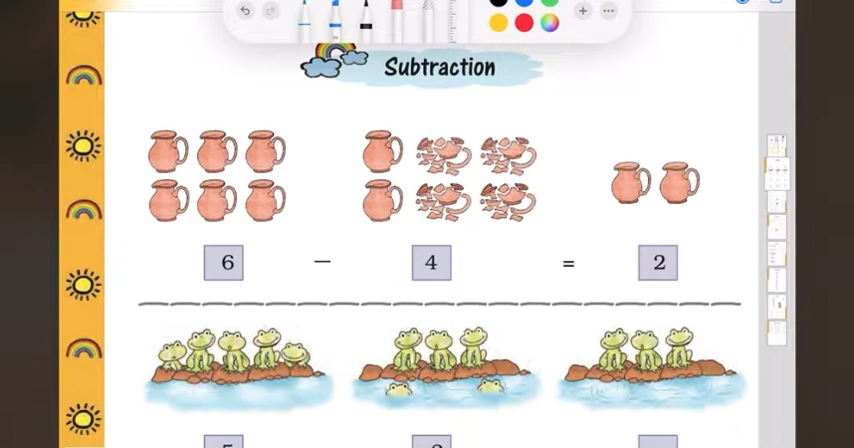 Subtraction
6 — 4 = 2